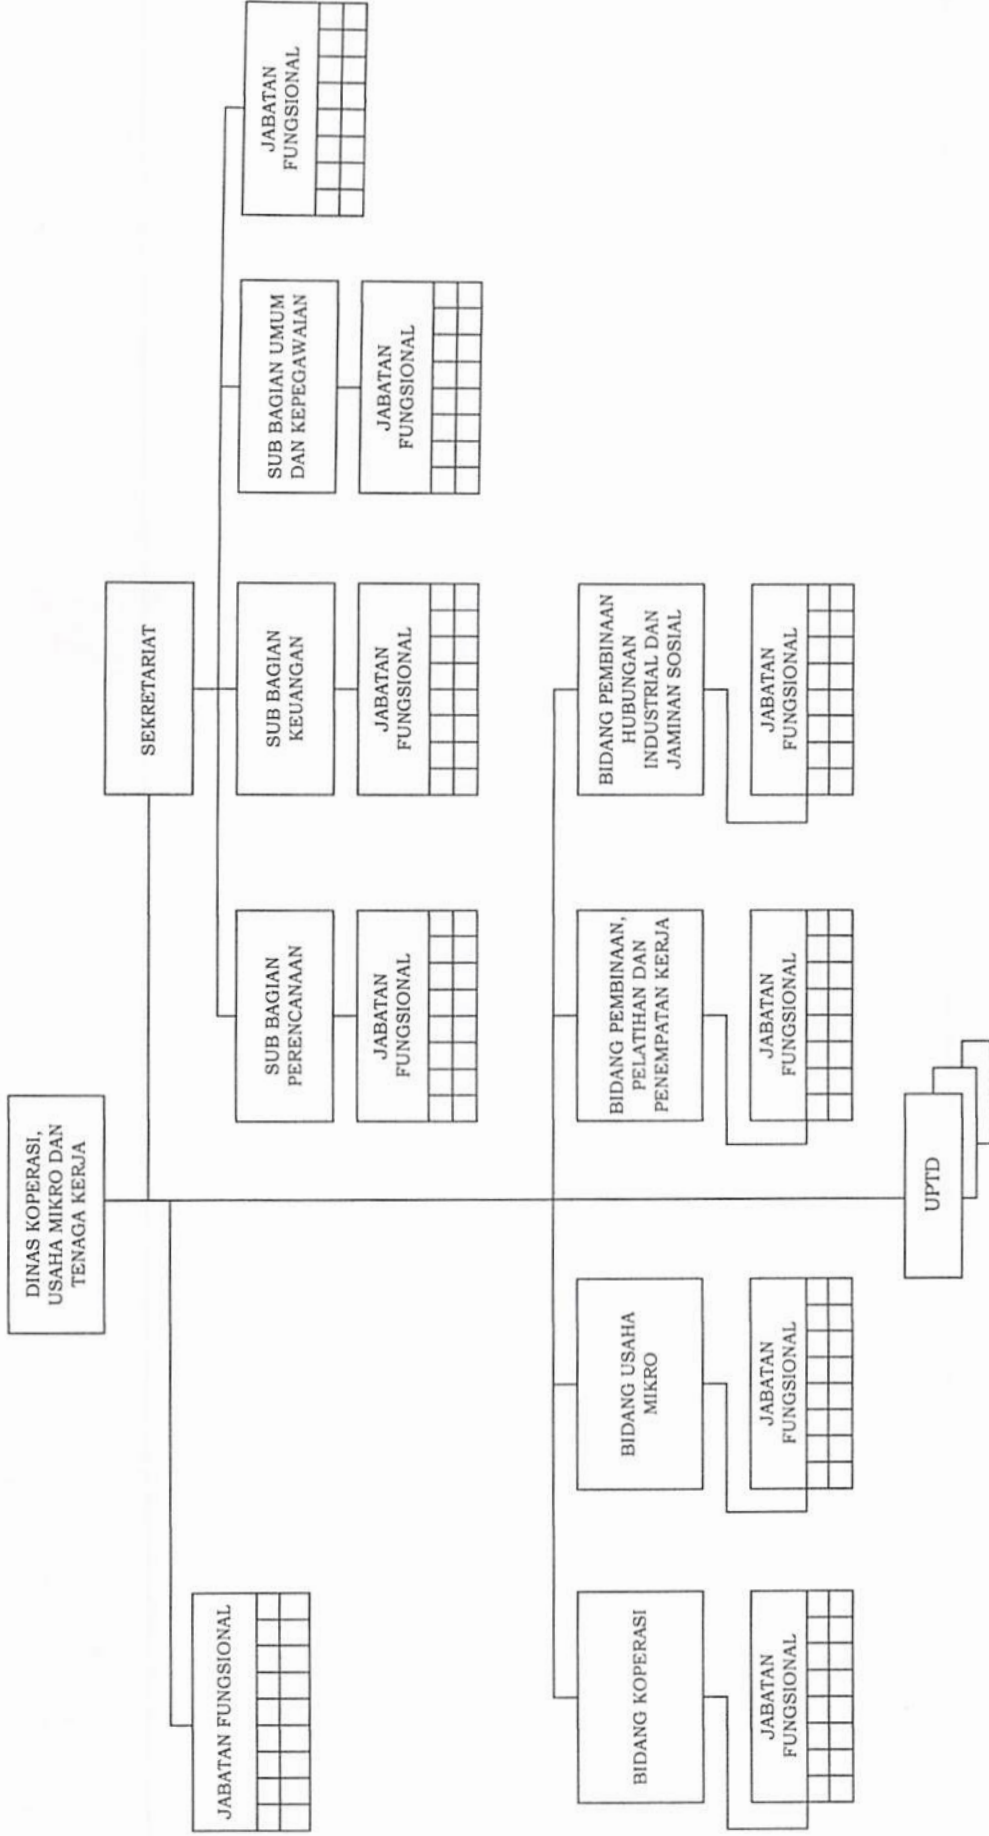 DINAS KOPERASI,
USAHA MIKRO DAN
TENAGA KERJA
SEKRETARIAT
JABATAN FUNGSIONAL
SUB BAGIAN
PERENCANAAN
SUB BAGIAN
KEUANGAN
SUB BAGIAN UMUM
DAN KEPEGAWAIAN
JABATAN
FUNGSIONAL
JABATAN
FUNGSIONAL
JABATAN
FUNGSIONAL
JABATAN
FUNGSIONAL
BIDANG KOPERASI
BIDANG USAHA
MIKRO
BIDANG PEMBINAAN,
PELATIHAN DAN
PENEMPATAN KERJA
BIDANG PEMBINAAN
HUBUNGAN
INDUSTRIAL DAN
JAMINAN SOSIAL
JABATAN
FUNGSIONAL
JABATAN
FUNGSIONAL
JABATAN
FUNGSIONAL
JABATAN
FUNGSIONAL
UPTD